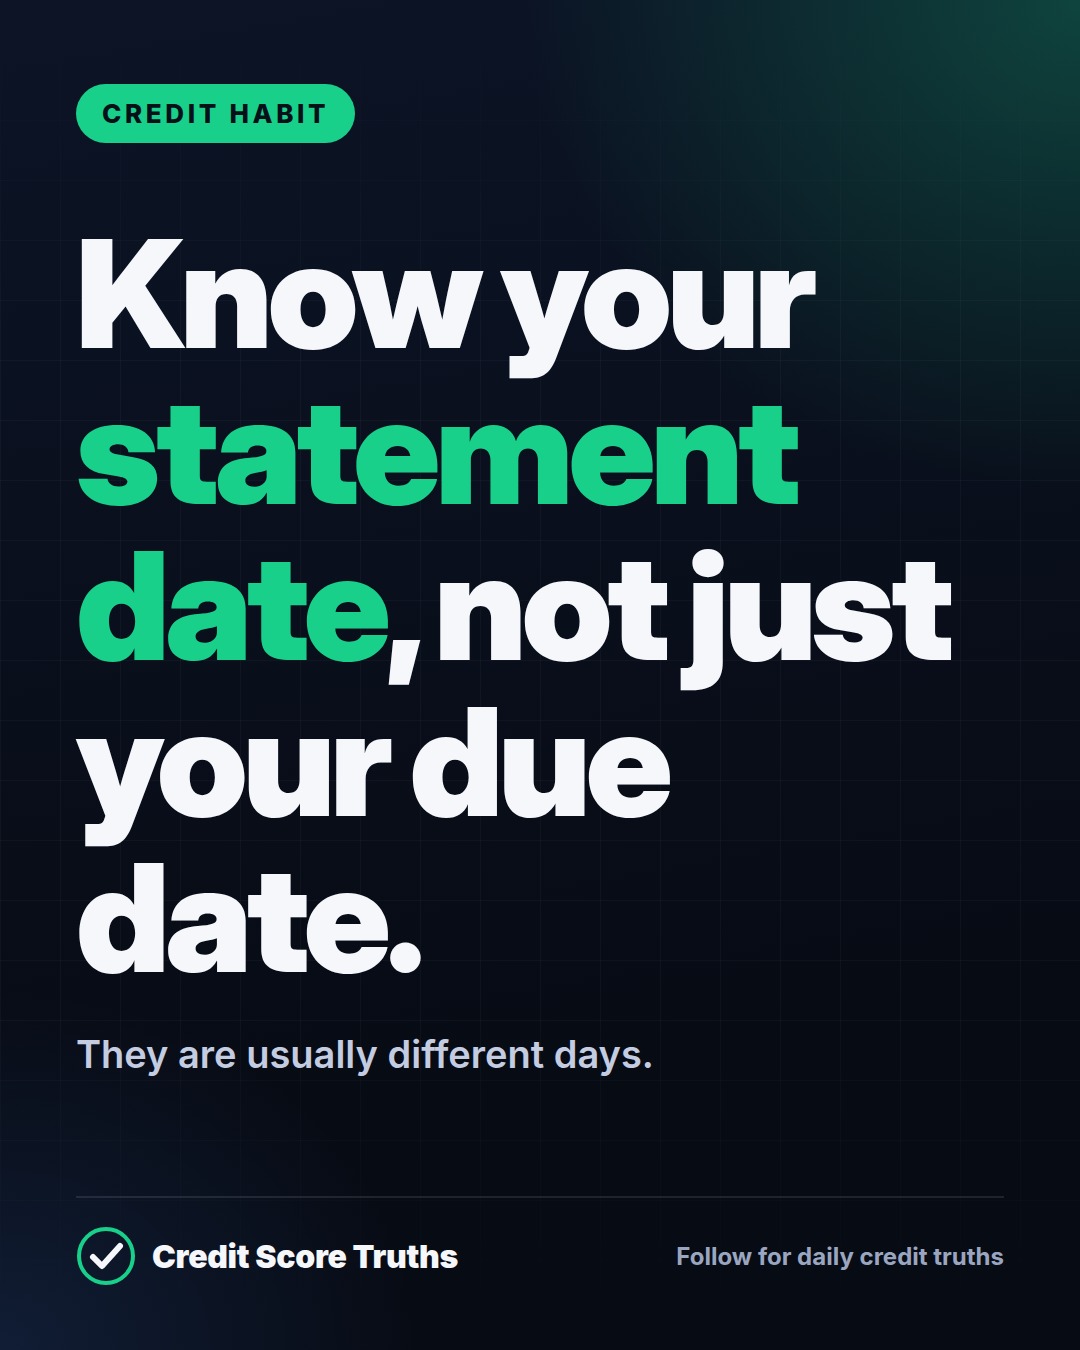 CREDIT HABIT
Know your
statement
date, not just
your due
date.
They are usually different days.
Credit Score Truths
Follow for daily credit truths